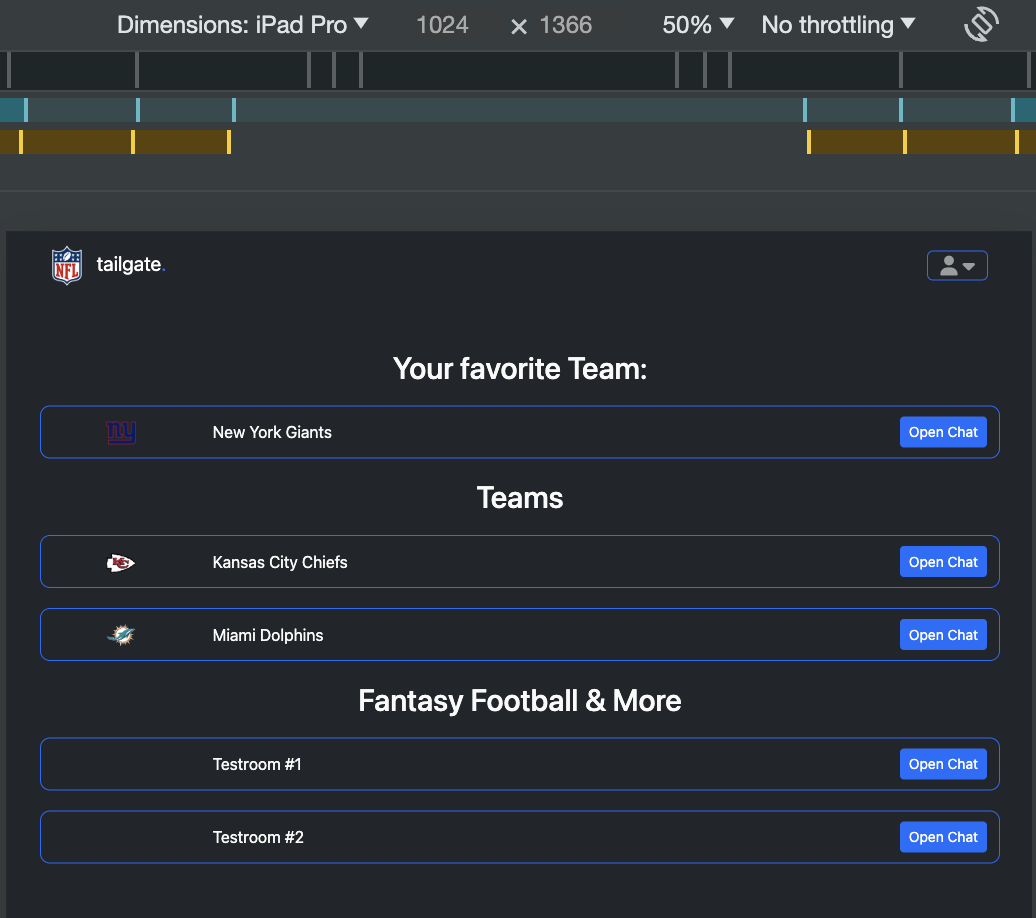 Dimensions: iPad Pro 1024 × 1366 50% No throttling
NFL tailgate.
Your favorite Team:
ny New York Giants Open Chat
Teams
KC Kansas City Chiefs Open Chat
Miami Dolphins Open Chat
Fantasy Football & More
Testroom #1 Open Chat
Testroom #2 Open Chat